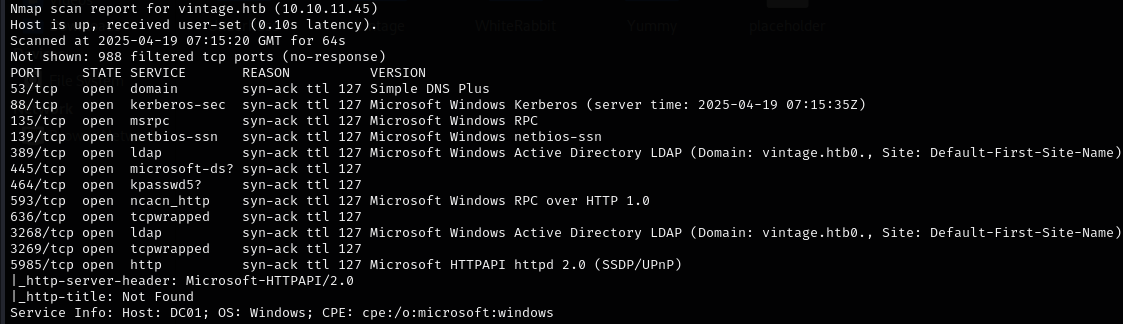 Nmap scan report for vintage.htb (10.10.11.45)
Host is up, received user-set (0.10s latency).
WhiteRabbit Yummy placeholder
Scanned at 2025-04-19 07:15:20 GMT for 64s
Not shown: 988 filtered tcp ports (no-response)
PORT     STATE SERVICE       REASON          VERSION
53/tcp   open  domain        syn-ack ttl 127 Simple DNS Plus
88/tcp   open  kerberos-sec  syn-ack ttl 127 Microsoft Windows Kerberos (server time: 2025-04-19 07:15:35Z)
135/tcp  open  msrpc         syn-ack ttl 127 Microsoft Windows RPC
139/tcp  open  netbios-ssn   syn-ack ttl 127 Microsoft Windows netbios-ssn
389/tcp  open  ldap          syn-ack ttl 127 Microsoft Windows Active Directory LDAP (Domain: vintage.htb0., Site: Default-First-Site-Name)
445/tcp  open  microsoft-ds? syn-ack ttl 127
464/tcp  open  kpasswd5?     syn-ack ttl 127
593/tcp  open  ncacn_http    syn-ack ttl 127 Microsoft Windows RPC over HTTP 1.0
636/tcp  open  tcpwrapped    syn-ack ttl 127
3268/tcp open  ldap          syn-ack ttl 127 Microsoft Windows Active Directory LDAP (Domain: vintage.htb0., Site: Default-First-Site-Name)
3269/tcp open  tcpwrapped    syn-ack ttl 127
5985/tcp open  http          syn-ack ttl 127 Microsoft HTTPAPI httpd 2.0 (SSDP/UPnP)
|_http-server-header: Microsoft-HTTPAPI/2.0
|_http-title: Not Found
Service Info: Host: DC01; OS: Windows; CPE: cpe:/o:microsoft:windows